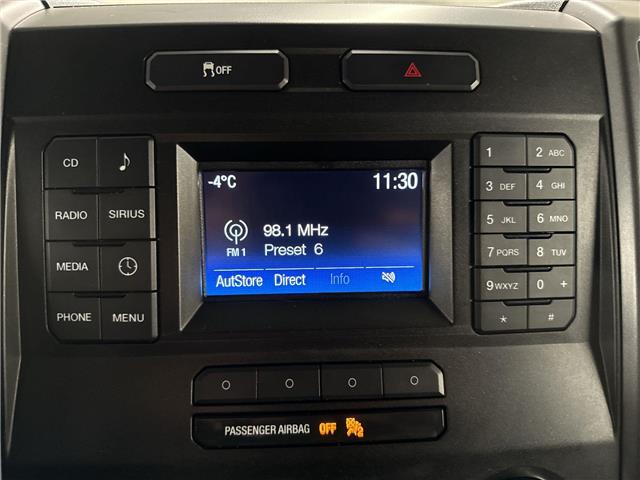 OFF
CD
RADIO SIRIUS
MEDIA
PHONE MENU
-4°C 11:30
98.1 MHz
FM 1 Preset 6
AutoStore Direct Info
1 2 ABC
3 DEF 4 GHI
5 JKL 6 MNO
7 PQRS 8 TUV
9 WXYZ 0 +
* #
PASSENGER AIRBAG OFF